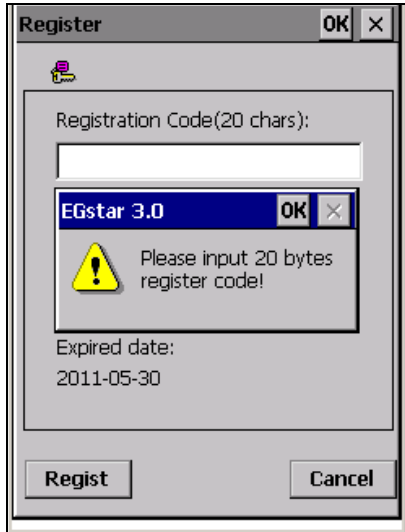 Register OK ×
Registration Code(20 chars):
EGstar 3.0 OK ×
Please input 20 bytes
register code!
Expired date:
2011-05-30
Regist Cancel